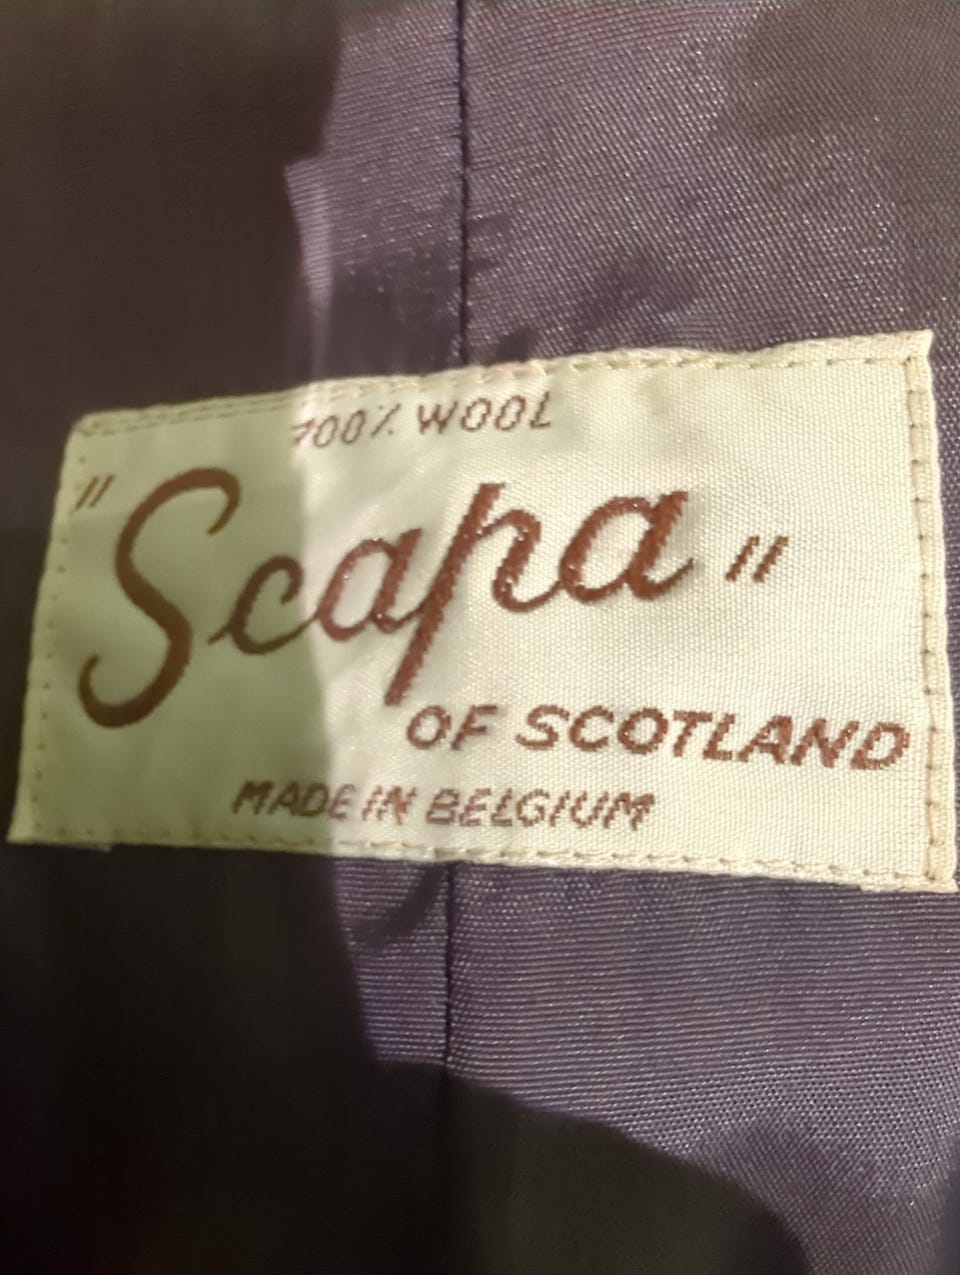 100% WOOL
"Scapa"
OF SCOTLAND
MADE IN BELGIUM